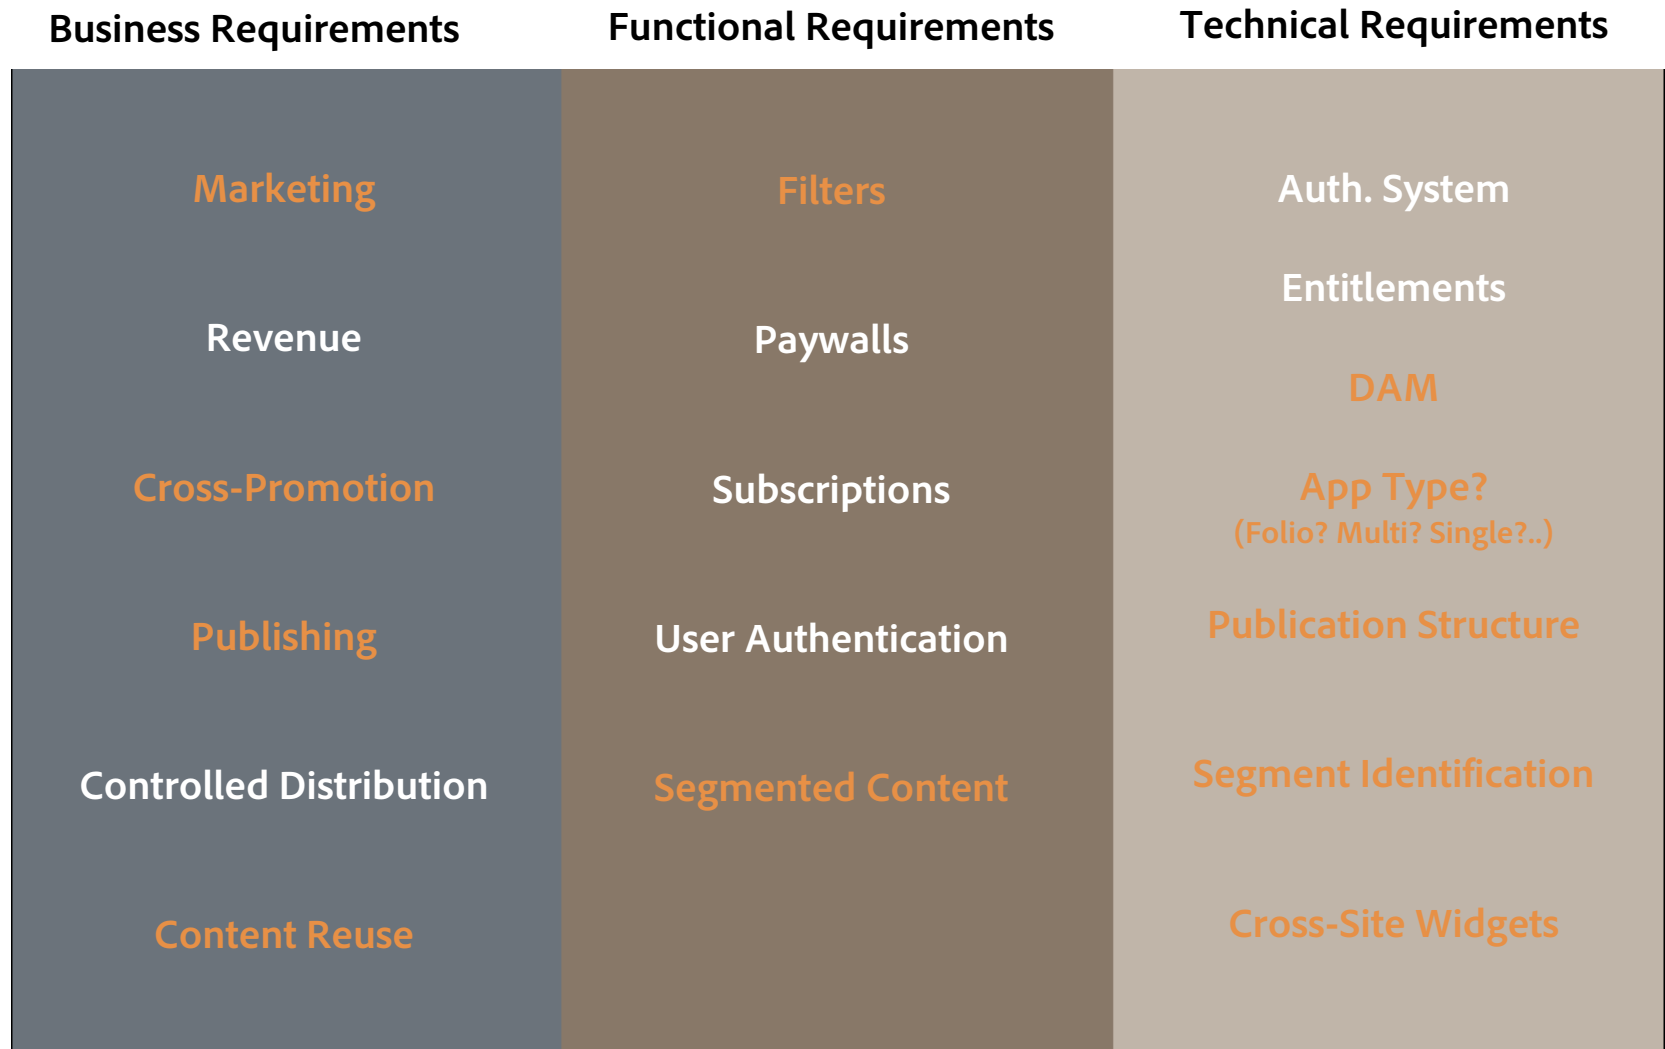 Business Requirements
Functional Requirements
Technical Requirements
Marketing
Revenue
Cross-Promotion
Publishing
Controlled Distribution
Content Reuse
Filters
Paywalls
Subscriptions
User Authentication
Segmented Content
Auth. System
Entitlements
DAM
App Type?
(Folio? Multi? Single?..)
Publication Structure
Segment Identification
Cross-Site Widgets